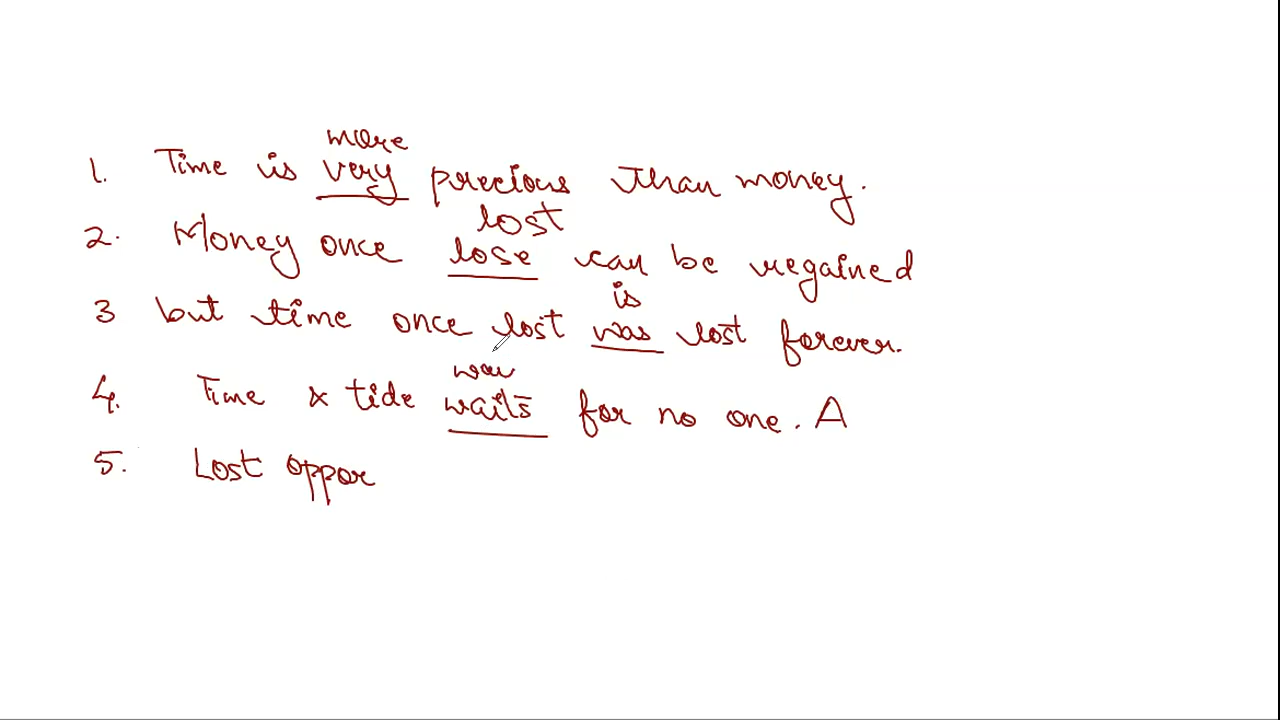 more
1. Time is very precious than money.
lost
2. Money once lose can be regained
is
3 but time once lost was lost forever.
4. Time & tide waits for no one. A
5. Lost oppor